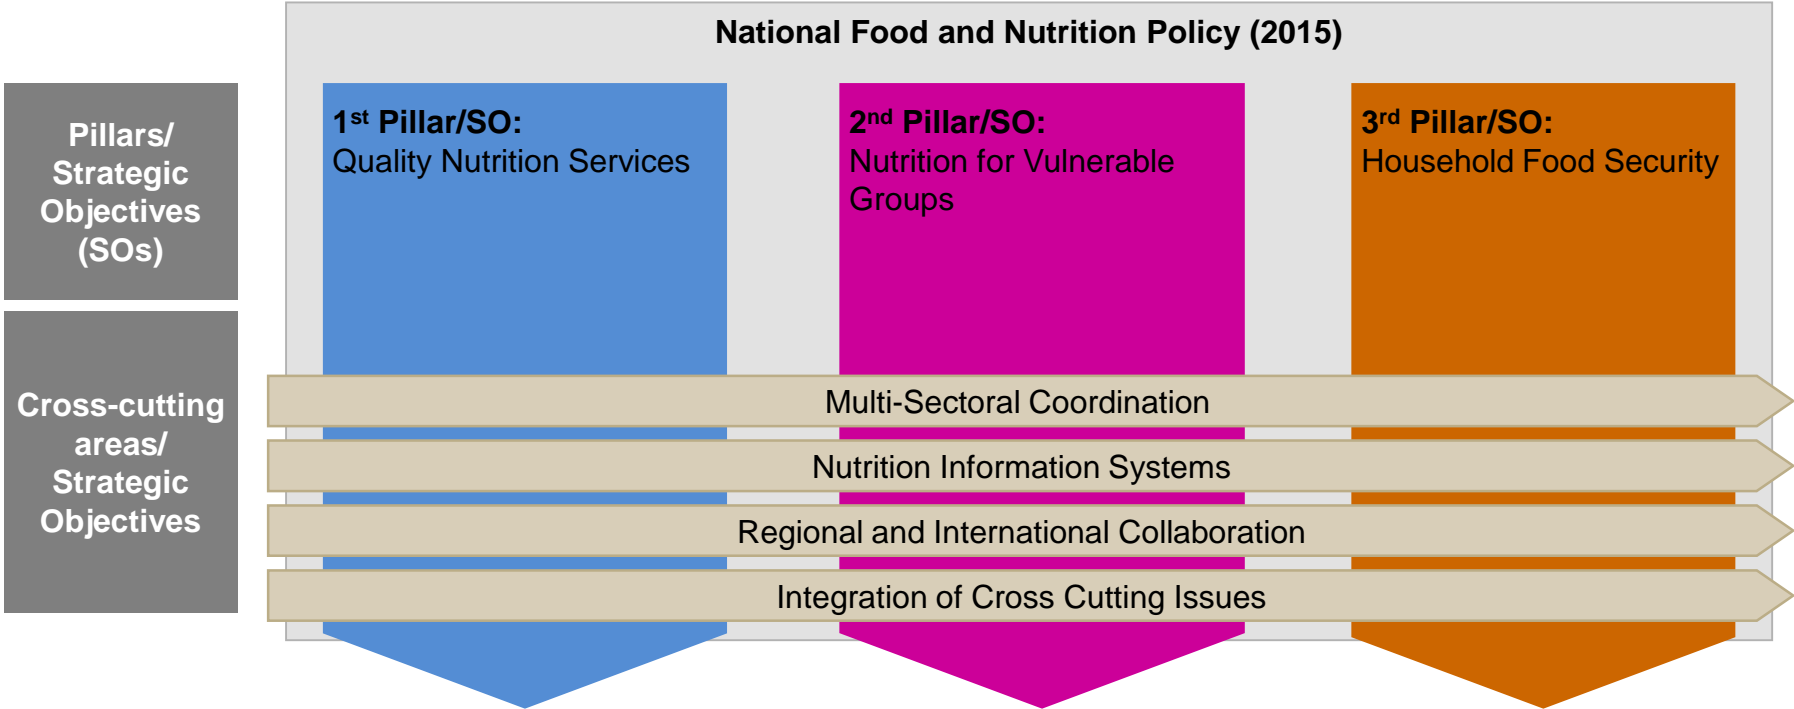 National Food and Nutrition Policy (2015)
Pillars/
Strategic
Objectives
(SOs)
1st Pillar/SO:
Quality Nutrition Services
2nd Pillar/SO:
Nutrition for Vulnerable
Groups
3rd Pillar/SO:
Household Food Security
Cross-cutting
areas/
Strategic
Objectives
Multi-Sectoral Coordination
Nutrition Information Systems
Regional and International Collaboration
Integration of Cross Cutting Issues